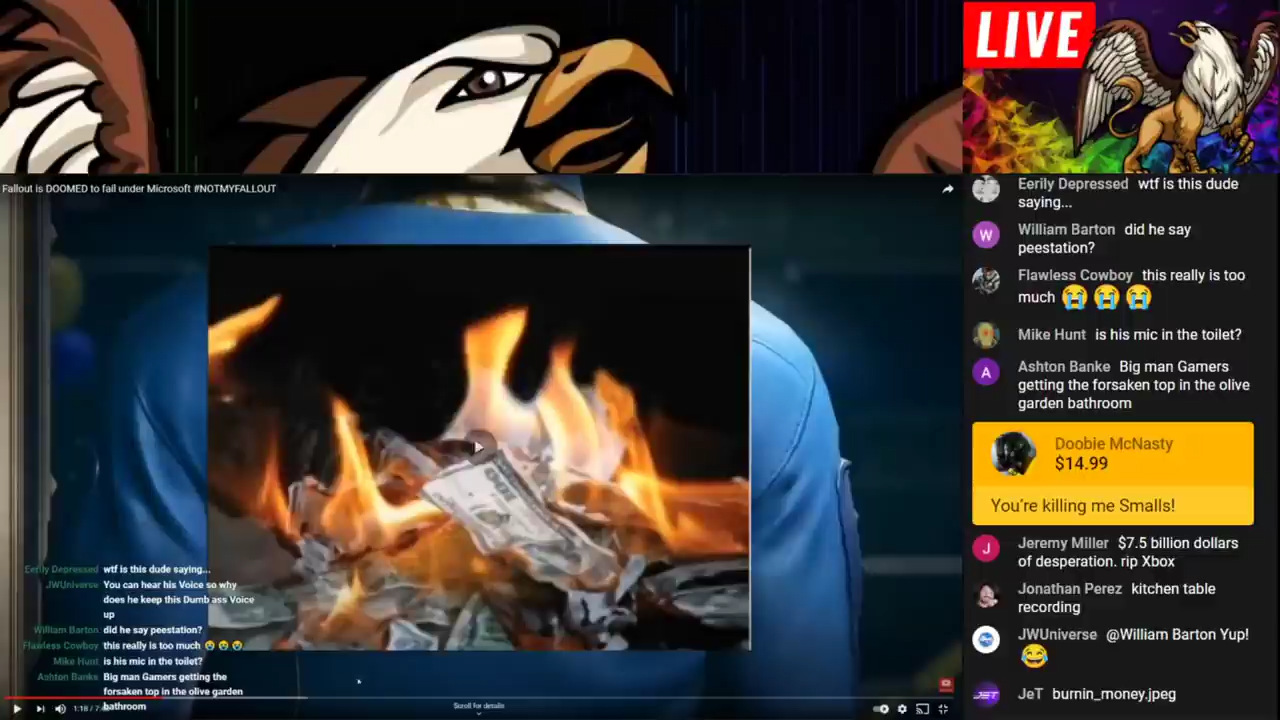 LIVE
Fallout is DOOMED to fail under Microsoft #NOTMYFALLOUT
Eerily Depressed wtf is this dude
saying...
W
William Barton did he say
peestation?
Flawless Cowboy this really is too
much 😭 😭 😭
Mike Hunt is his mic in the toilet?
A
Ashton Banke Big man Gamers
getting the forsaken top in the olive
garden bathroom
Doobie McNasty
$14.99
You're killing me Smalls!
J
Jeremy Miller $7.5 billion dollars
of desperation. rip Xbox
Jonathan Perez kitchen table
recording
JWUniverse @William Barton Yup!
😂
JET
JeT burnin_money.jpeg
100
Eerily Depressed wtf is this dude saying...
JWUniverse You can hear his Voice so why
does he keep this Dumb ass Voice
up
William Barton did he say peestation?
Flawless Cowboy this really is too much 😭 😭 😭
Mike Hunt is his mic in the toilet?
Ashton Banks Big man Gamers getting the
forsaken top in the olive garden
bathroom
1:18 / 7:
Scroll for details